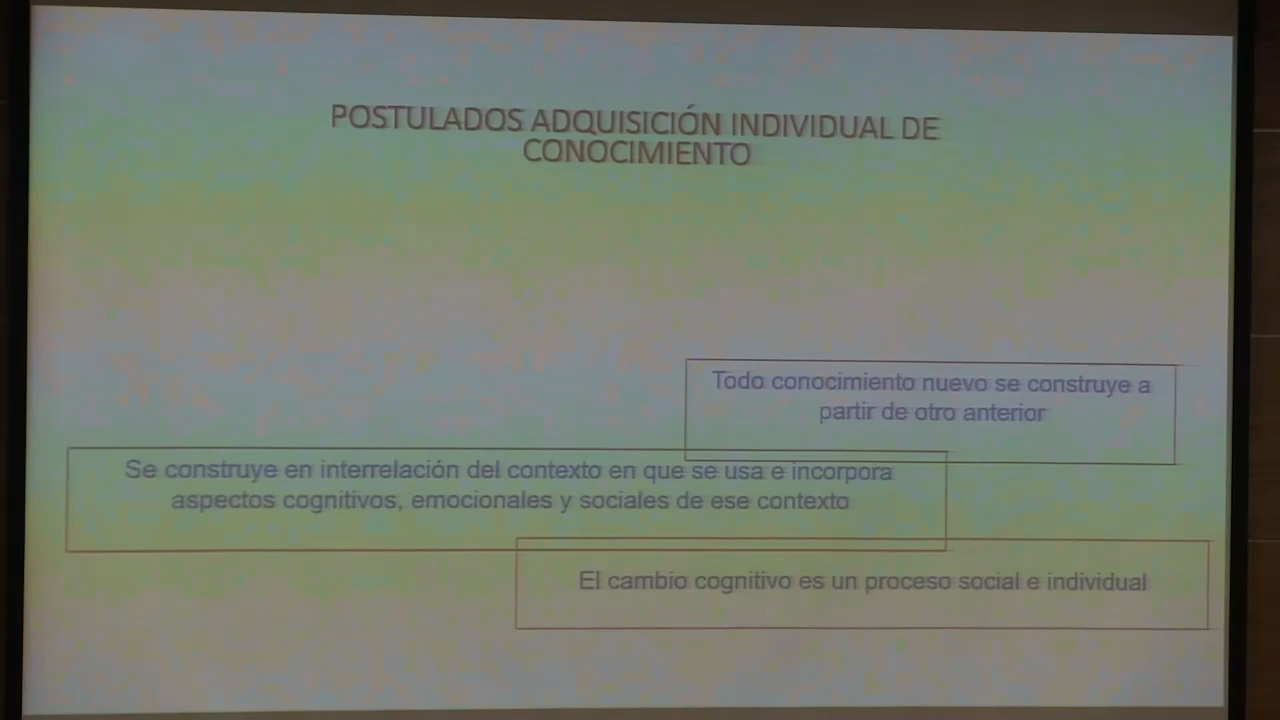 POSTULADOS ADQUISICIÓN INDIVIDUAL DE
CONOCIMIENTO
Todo conocimiento nuevo se construye a
partir de otro anterior
Se construye en interrelación del contexto en que se usa e incorpora
aspectos cognitivos, emocionales y sociales de ese contexto
El cambio cognitivo es un proceso social e individual